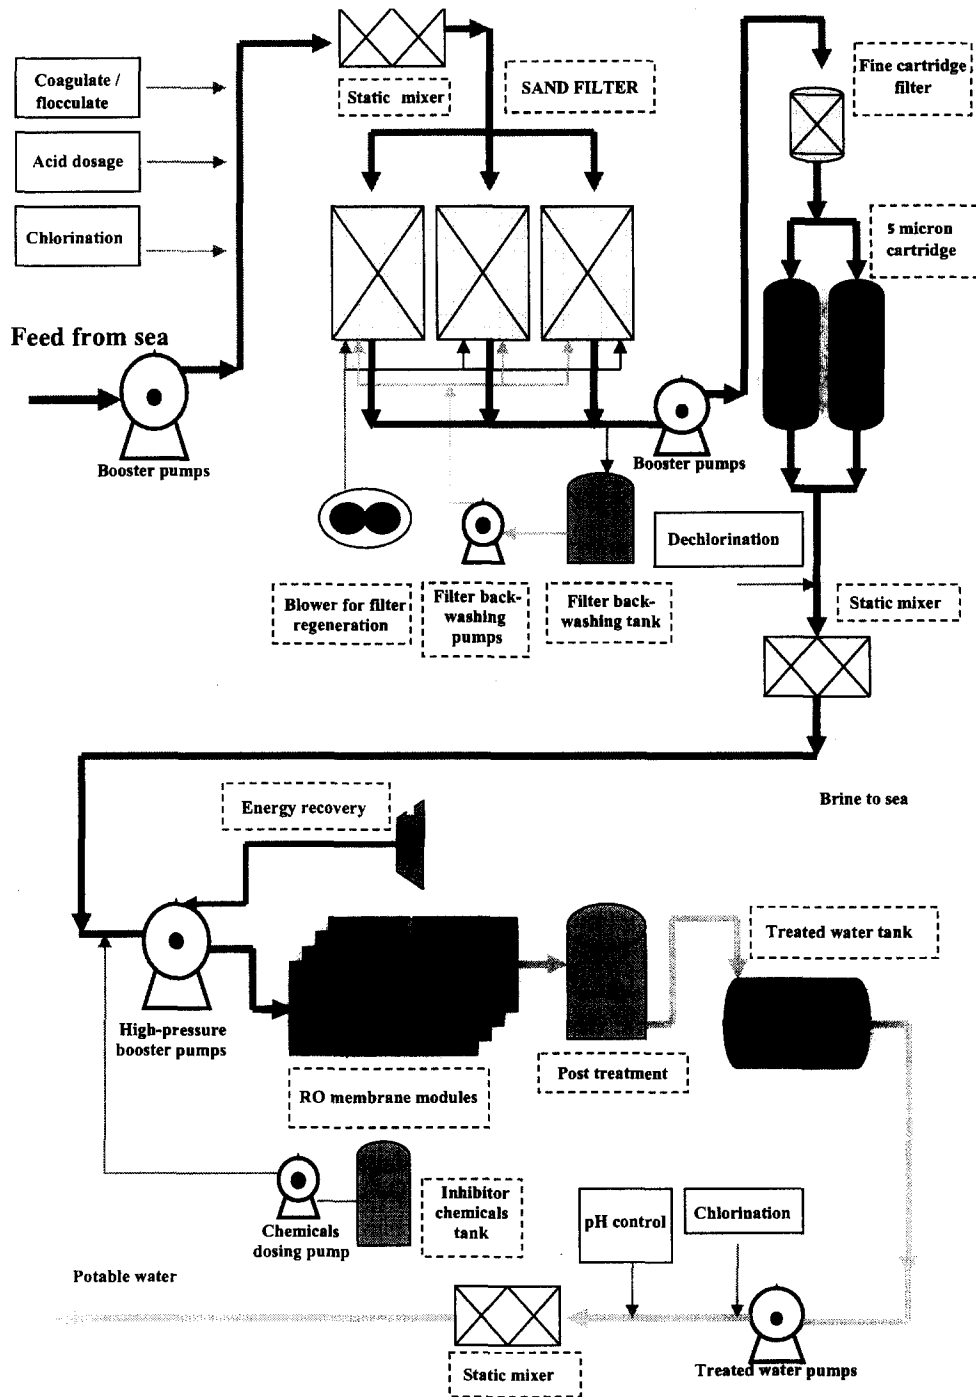 Coagulate /
flocculate
Static mixer
SAND FILTER
Fine cartridge
filter
Acid dosage
Chlorination
5 micron
cartridge
Feed from sea
Booster pumps
Booster pumps
Dechlorination
Blower for filter
regeneration
Filter back-
washing
pumps
Filter back-
washing tank
Static mixer
Brine to sea
Energy recovery
Treated water tank
High-pressure
booster pumps
RO membrane modules
Post treatment
Inhibitor
chemicals
tank
Chemicals
dosing pump
pH control
Chlorination
Potable water
Static mixer
Treated water pumps